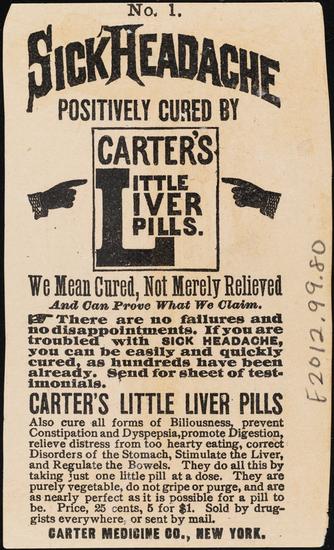 No. 1.
SICK HEADACHE
POSITIVELY CURED BY
CARTER'S
LITTLE
LIVER
PILLS.
We Mean Cured, Not Merely Relieved
And Can Prove What We Claim.
☞ There are no failures and
no disappointments. If you are
troubled with SICK HEADACHE,
you can be easily and quickly
cured, as hundreds have been
already. Send for sheet of test-
imonials.
CARTER'S LITTLE LIVER PILLS
Also cure all forms of Biliousness, prevent
Constipation and Dyspepsia, promote Digestion,
relieve distress from too hearty eating, correct
Disorders of the Stomach, Stimulate the Liver,
and Regulate the Bowels. They do all this by
taking just one little pill at a dose. They are
purely vegetable, do not gripe or purge, and are
as nearly perfect as it is possible for a pill to
be. Price, 25 cents, 5 for $1. Sold by drug-
gists everywhere, or sent by mail.
CARTER MEDICINE CO., NEW YORK.
F2012.99.80